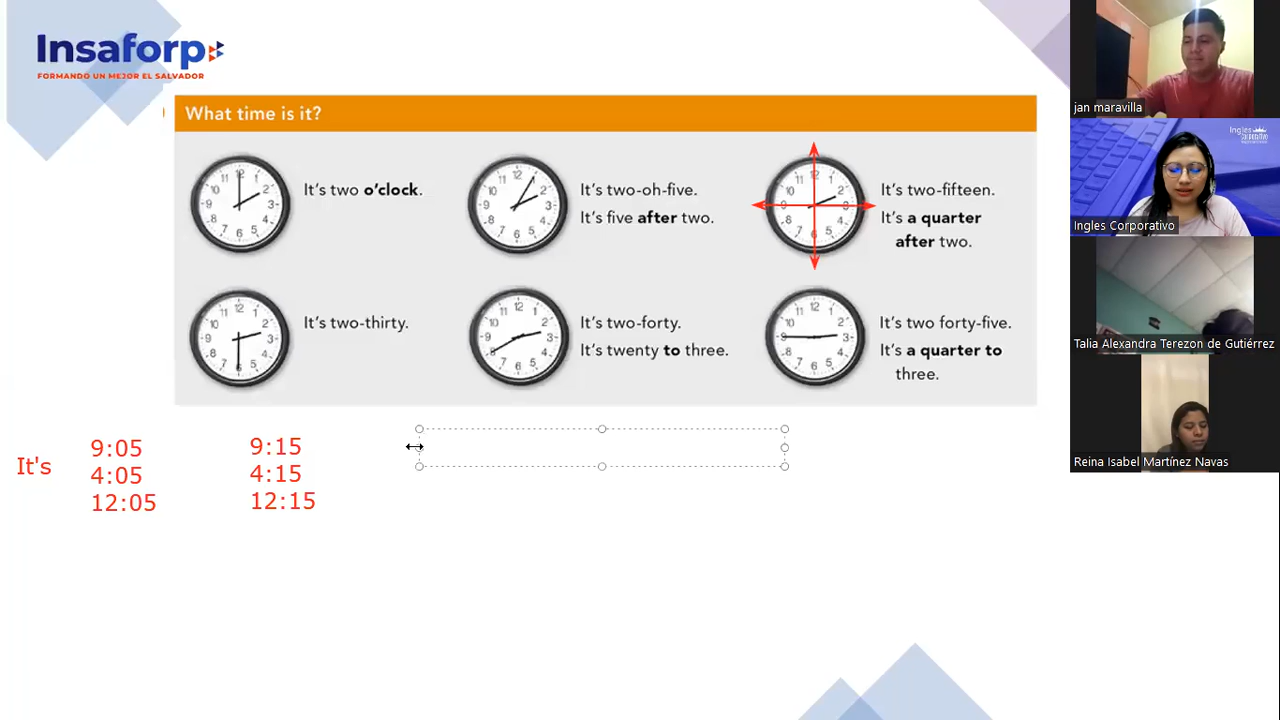 Insaforp
FORMANDO UN MEJOR EL SALVADOR
What time is it?
It's two o'clock.
It's two-oh-five.
It's five after two.
It's two-fifteen.
It's a quarter
after two.
It's two-thirty.
It's two-forty.
It's twenty to three.
It's two forty-five.
It's a quarter to
three.
It's
9:05
4:05
12:05
9:15
4:15
12:15
jan maravilla
Ingles Corporativo
Talia Alexandra Terezon de Gutiérrez
Reina Isabel Martínez Navas